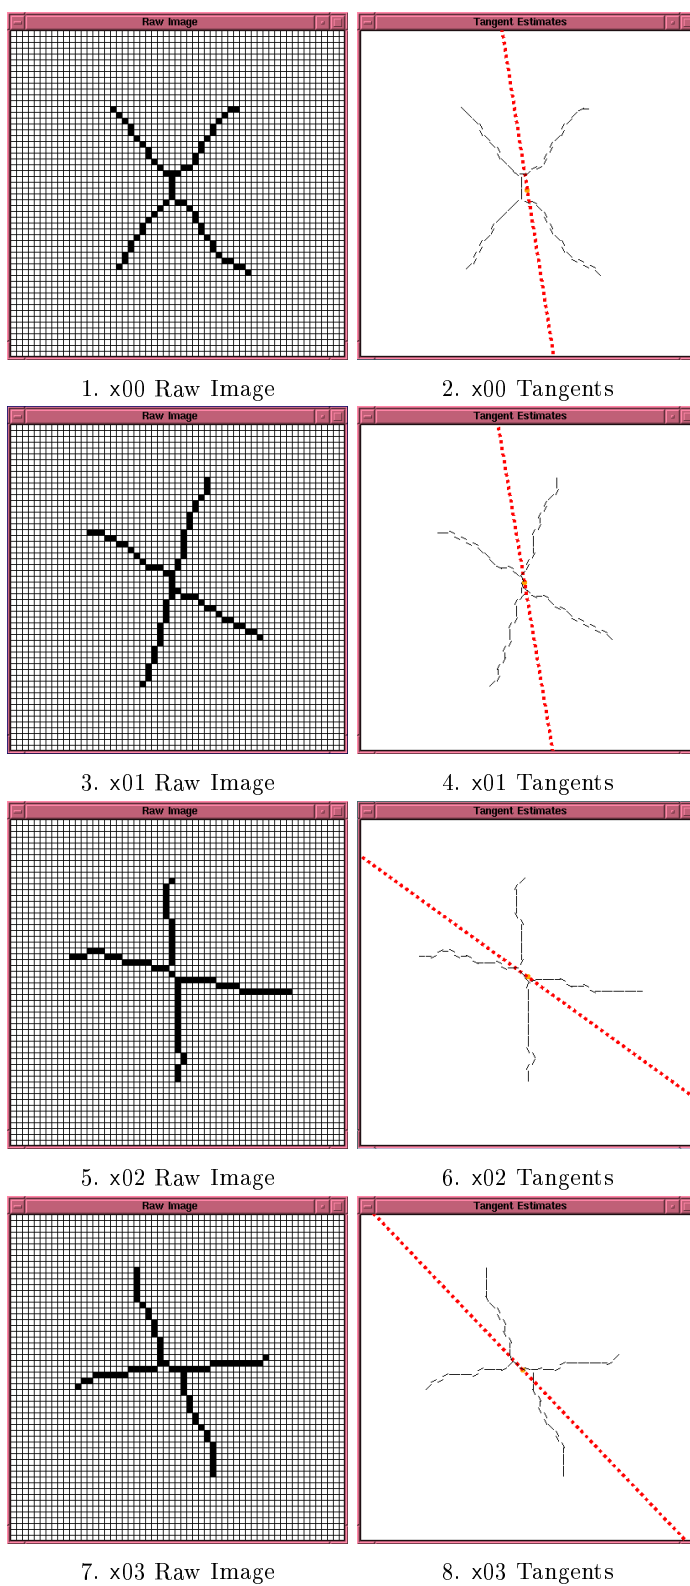 Raw Image Tangent Estimates
1. x00 Raw Image 2. x00 Tangents
Raw Image Tangent Estimates
3. x01 Raw Image 4. x01 Tangents
Raw Image Tangent Estimates
5. x02 Raw Image 6. x02 Tangents
Raw Image Tangent Estimates
7. x03 Raw Image 8. x03 Tangents